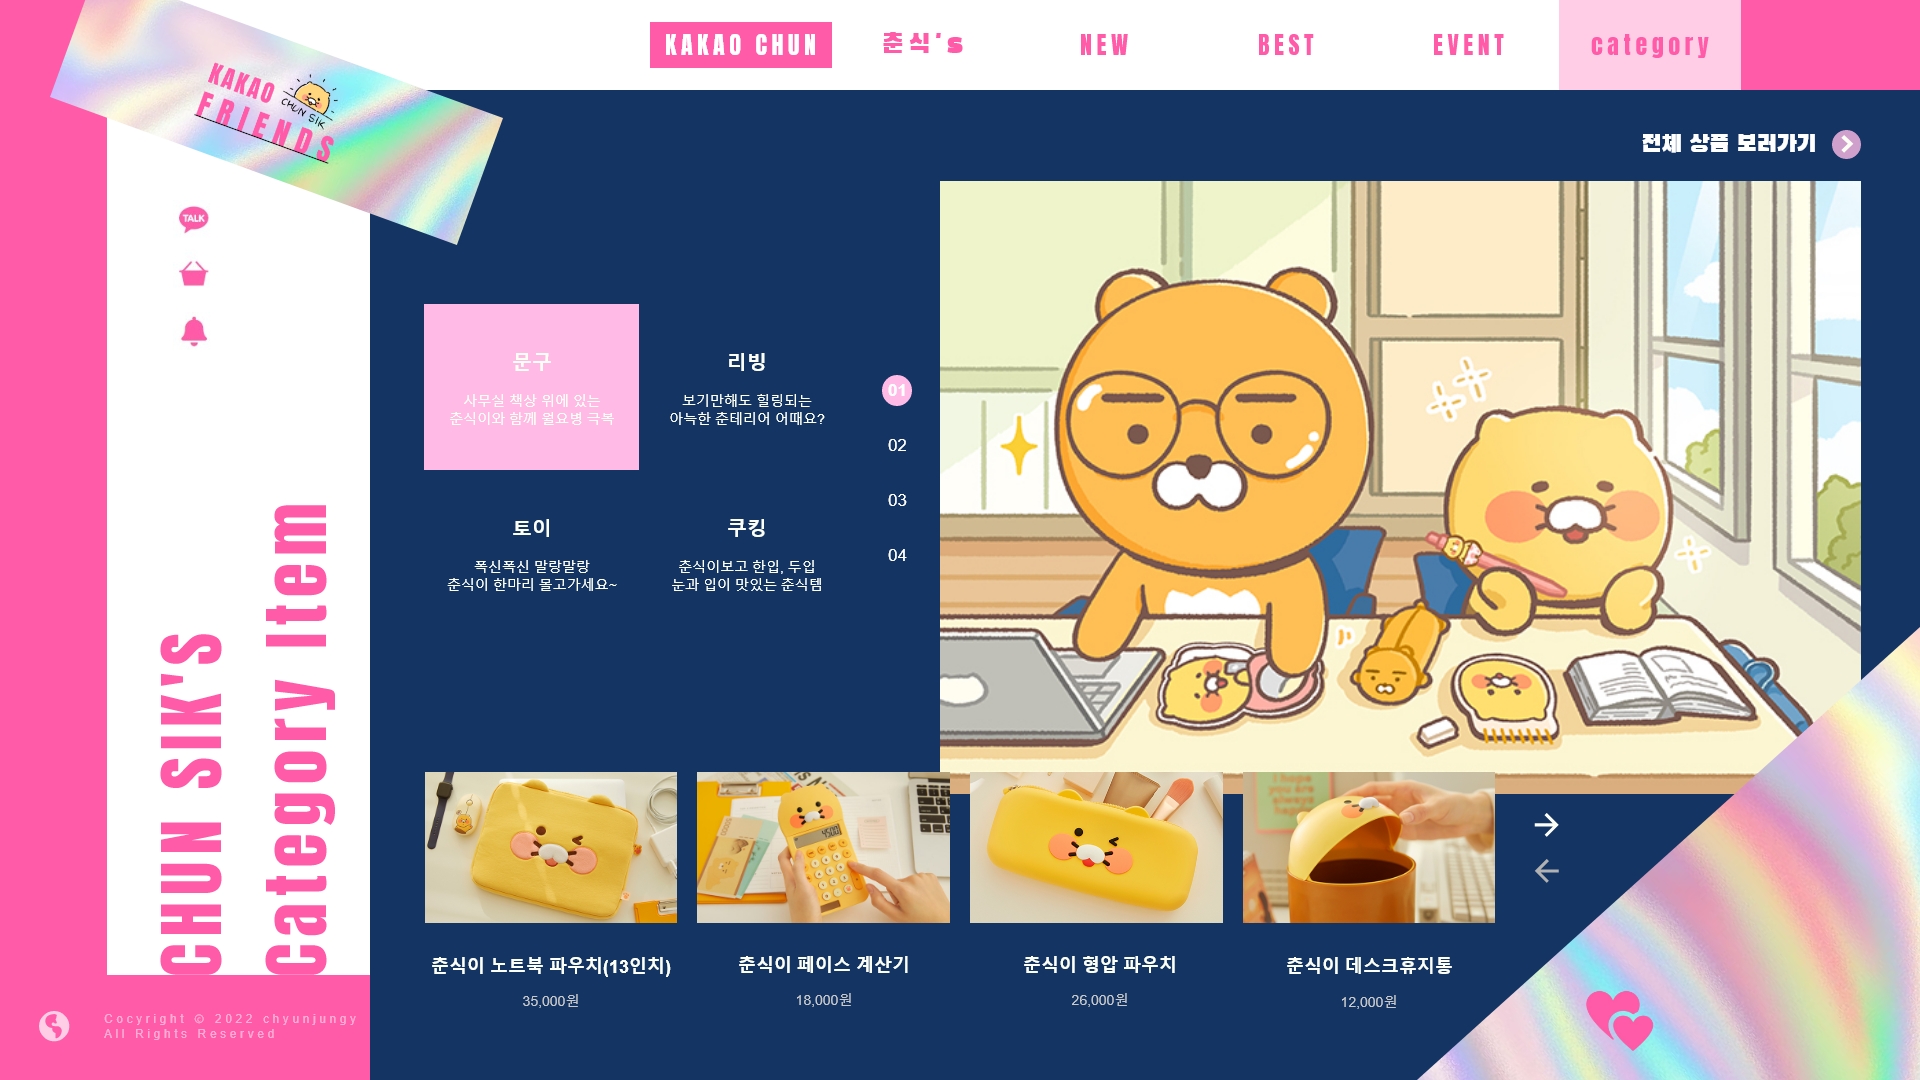 KAKAO CHUN
춘식's
NEW
BEST
EVENT
category
KAKAO
FRIENDS
CHUN SIK
TALK
전체 상품 보러가기
문구
사무실 책상 위에 있는
춘식이와 함께 월요병 극복
리빙
보기만해도 힐링되는
아늑한 춘테리어 어때요?
토이
폭신폭신 말랑말랑
춘식이 한마리 몰고가세요~
쿠킹
춘식이보고 한입, 두입
눈과 입이 맛있는 춘식템
01
02
03
04
CHUN SIK'S
Category Item
I hope
you are
always
happy
춘식이 노트북 파우치(13인치)
35,000원
춘식이 페이스 계산기
18,000원
춘식이 형압 파우치
26,000원
춘식이 데스크휴지통
12,000원
Cocyright © 2022 chyunjungy
All Rights Reserved